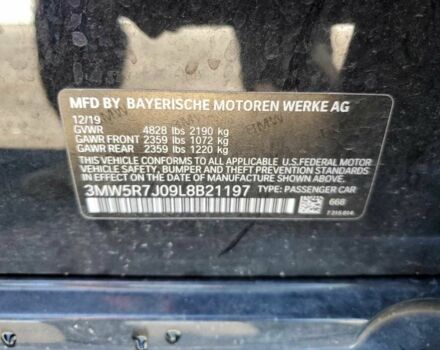 MFD BY BAYERISCHE MOTOREN WERKE AG
12/19
GVWR 4828 lbs 2190 kg
GAWR FRONT 2359 lbs 1072 kg
GAWR REAR 2359 lbs 1220 kg
THIS VEHICLE CONFORMS TO ALL APPLICABLE U.S. FEDERAL MOTOR
VEHICLE SAFETY, BUMPER, AND THEFT PREVENTION STANDARDS
IN EFFECT ON THE DATE OF MANUFACTURE SHOWN ABOVE.
3MW5R7J09L8B21197 TYPE: PASSENGER CAR
668